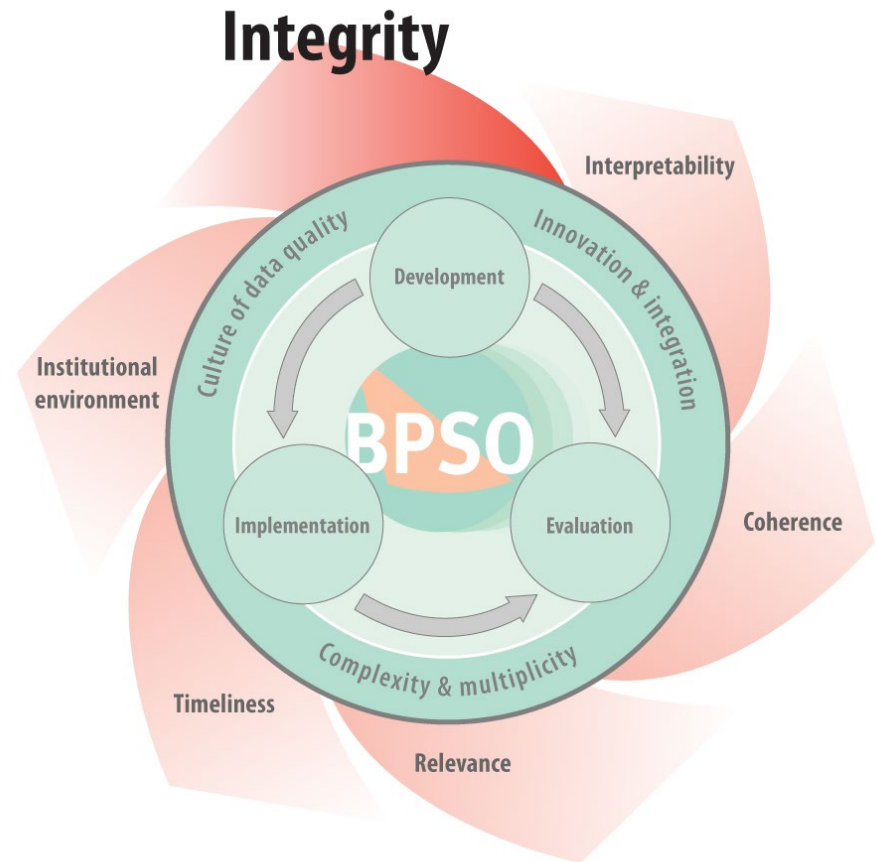 Integrity
Interpretability
Culture of data quality
Innovation & integration
Development
Institutional
environment
BPSO
Implementation
Evaluation
Coherence
Complexity & multiplicity
Timeliness
Relevance